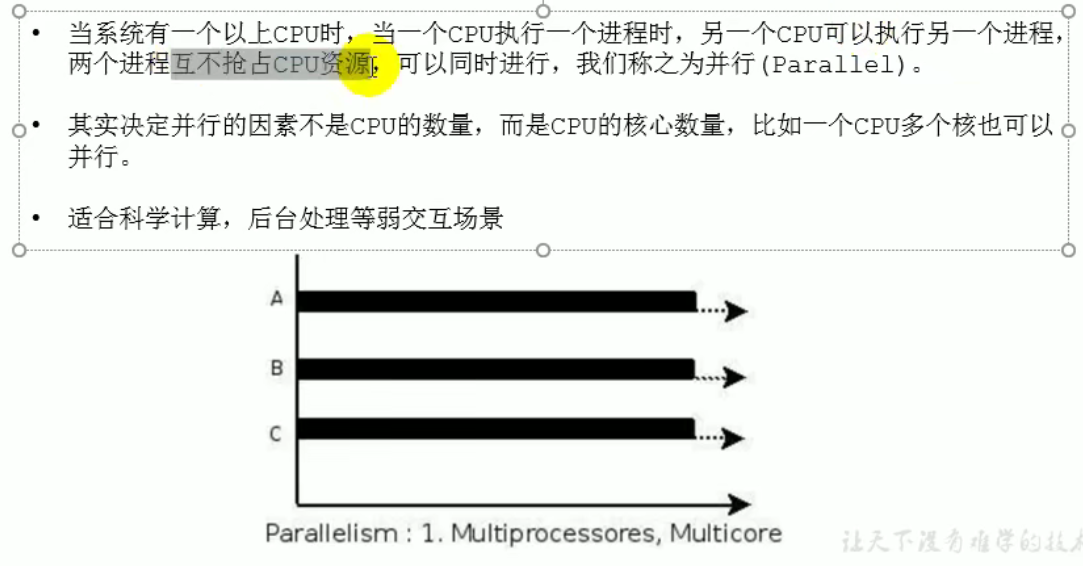 • 当系统有一个以上CPU时，当一个CPU执行一个进程时，另一个CPU可以执行另一个进程，
两个进程互不抢占CPU资源，可以同时进行，我们称之为并行(Parallel)。
• 其实决定并行的因素不是CPU的数量，而是CPU的核心数量，比如一个CPU多个核也可以
并行。
• 适合科学计算，后台处理等弱交互场景
A
B
C
Parallelism : 1. Multiprocessores, Multicore
让天下没有难学的技术